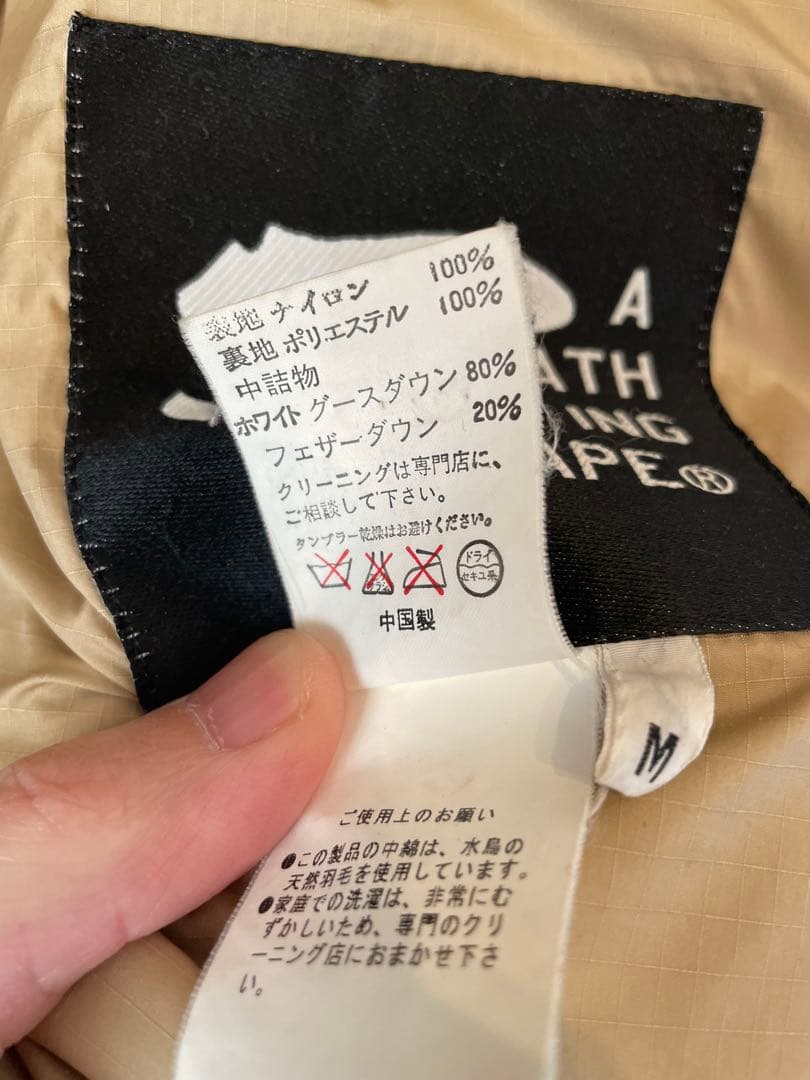 表地 ナイロン 100%
裏地 ポリエステル 100%
中詰物
ホワイト グースダウン 80%
フェザーダウン 20%
クリーニングは専門店に、
ご相談して下さい。
タンブラー乾燥はお避けください。
ドライ
セキユ系
中国製
A
ATH
ING
APE®
M
ご使用上のお願い
●この製品の中綿は、水鳥の
天然羽毛を使用しています。
●家庭での洗濯は、非常にむ
ずかしいため、専門のクリ
ーニング店におまかせ下さ
い。